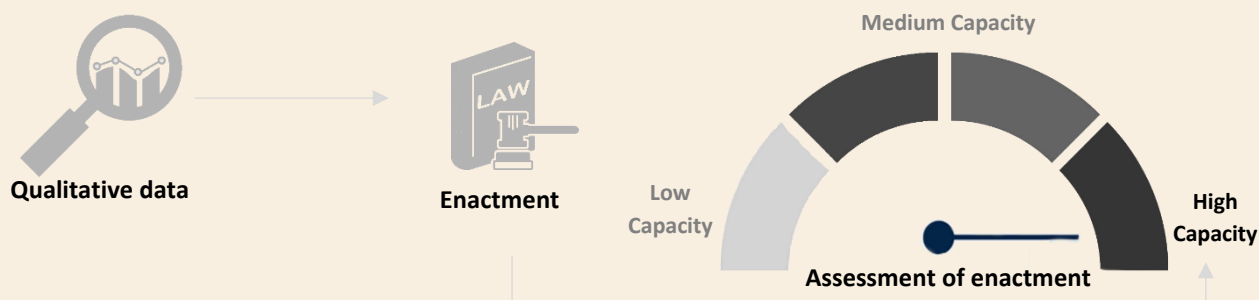 Medium Capacity
LAW
Qualitative data
Enactment
Low
Capacity
High
Capacity
Assessment of enactment